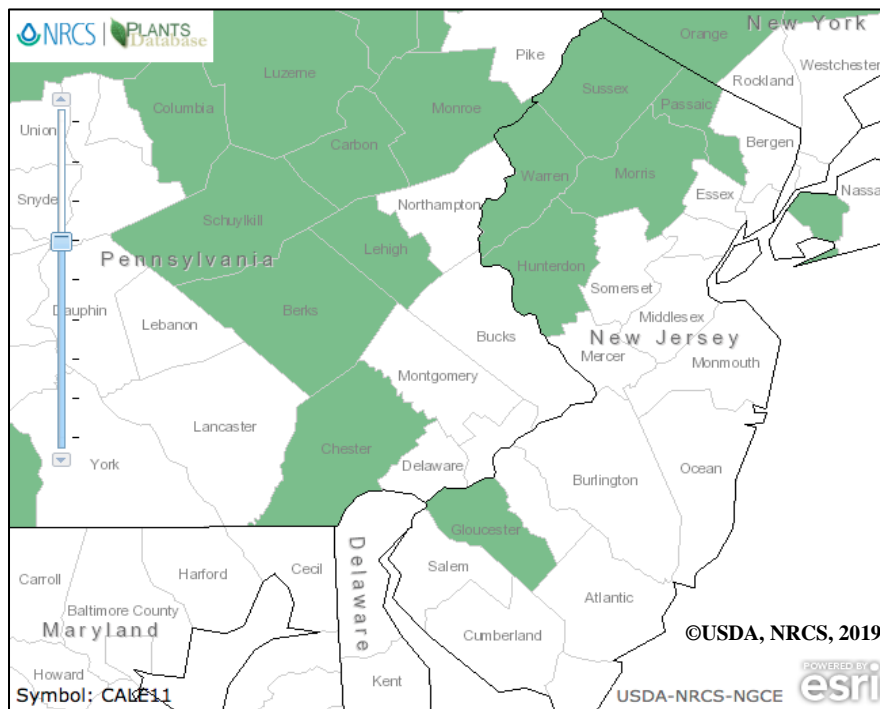 NRCS | PLANTS
Database
New York
Pike
Orange
Rockland
Westchester
Luzerne
Sussex
Columbia
Monroe
Passaic
Union
Carbon
Bergen
Warren
Morris
Essex
Nassa
Snyde
Northampton
Schuylkill
Lehigh
Pennsylvania
Hunterdon
Somerset
Dauphin
Lebanon
Berks
Middlesex
Bucks
New Jersey
Mercer
Monmouth
Montgomery
Lancaster
Chester
Delaware
York
Ocean
Burlington
Gloucester
Delaware
Salem
Carroll
Harford
Cecil
Baltimore County
Atlantic
Maryland
Cumberland
©USDA, NRCS, 2019
Howard
Kent
POWERED BY
esri
Symbol: CALE11
USDA-NRCS-NGCE